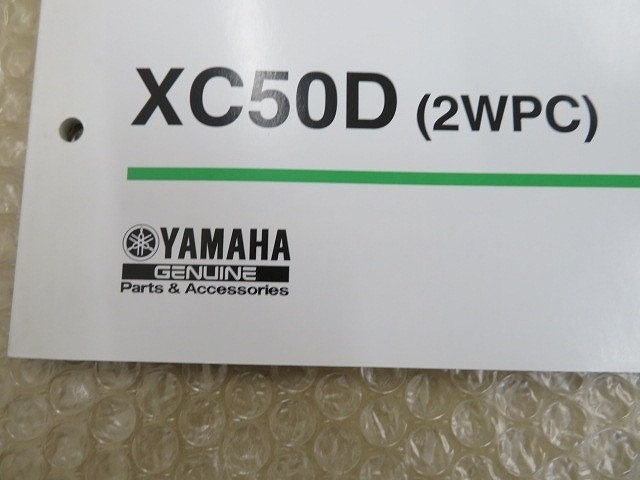 XC50D (2WPC)
YAMAHA
GENUINE
Parts & Accessories